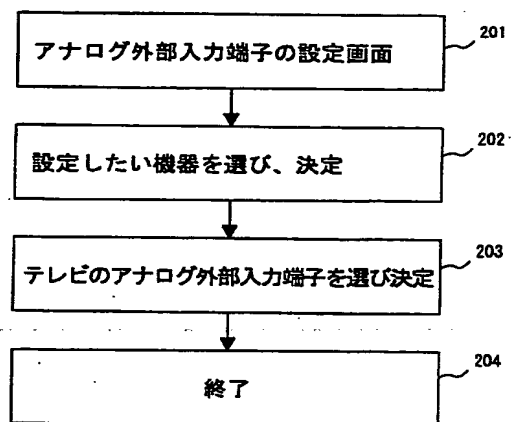 アナログ外部入力端子の設定画面
201
設定したい機器を選び、決定
202
テレビのアナログ外部入力端子を選び決定
203
終了
204